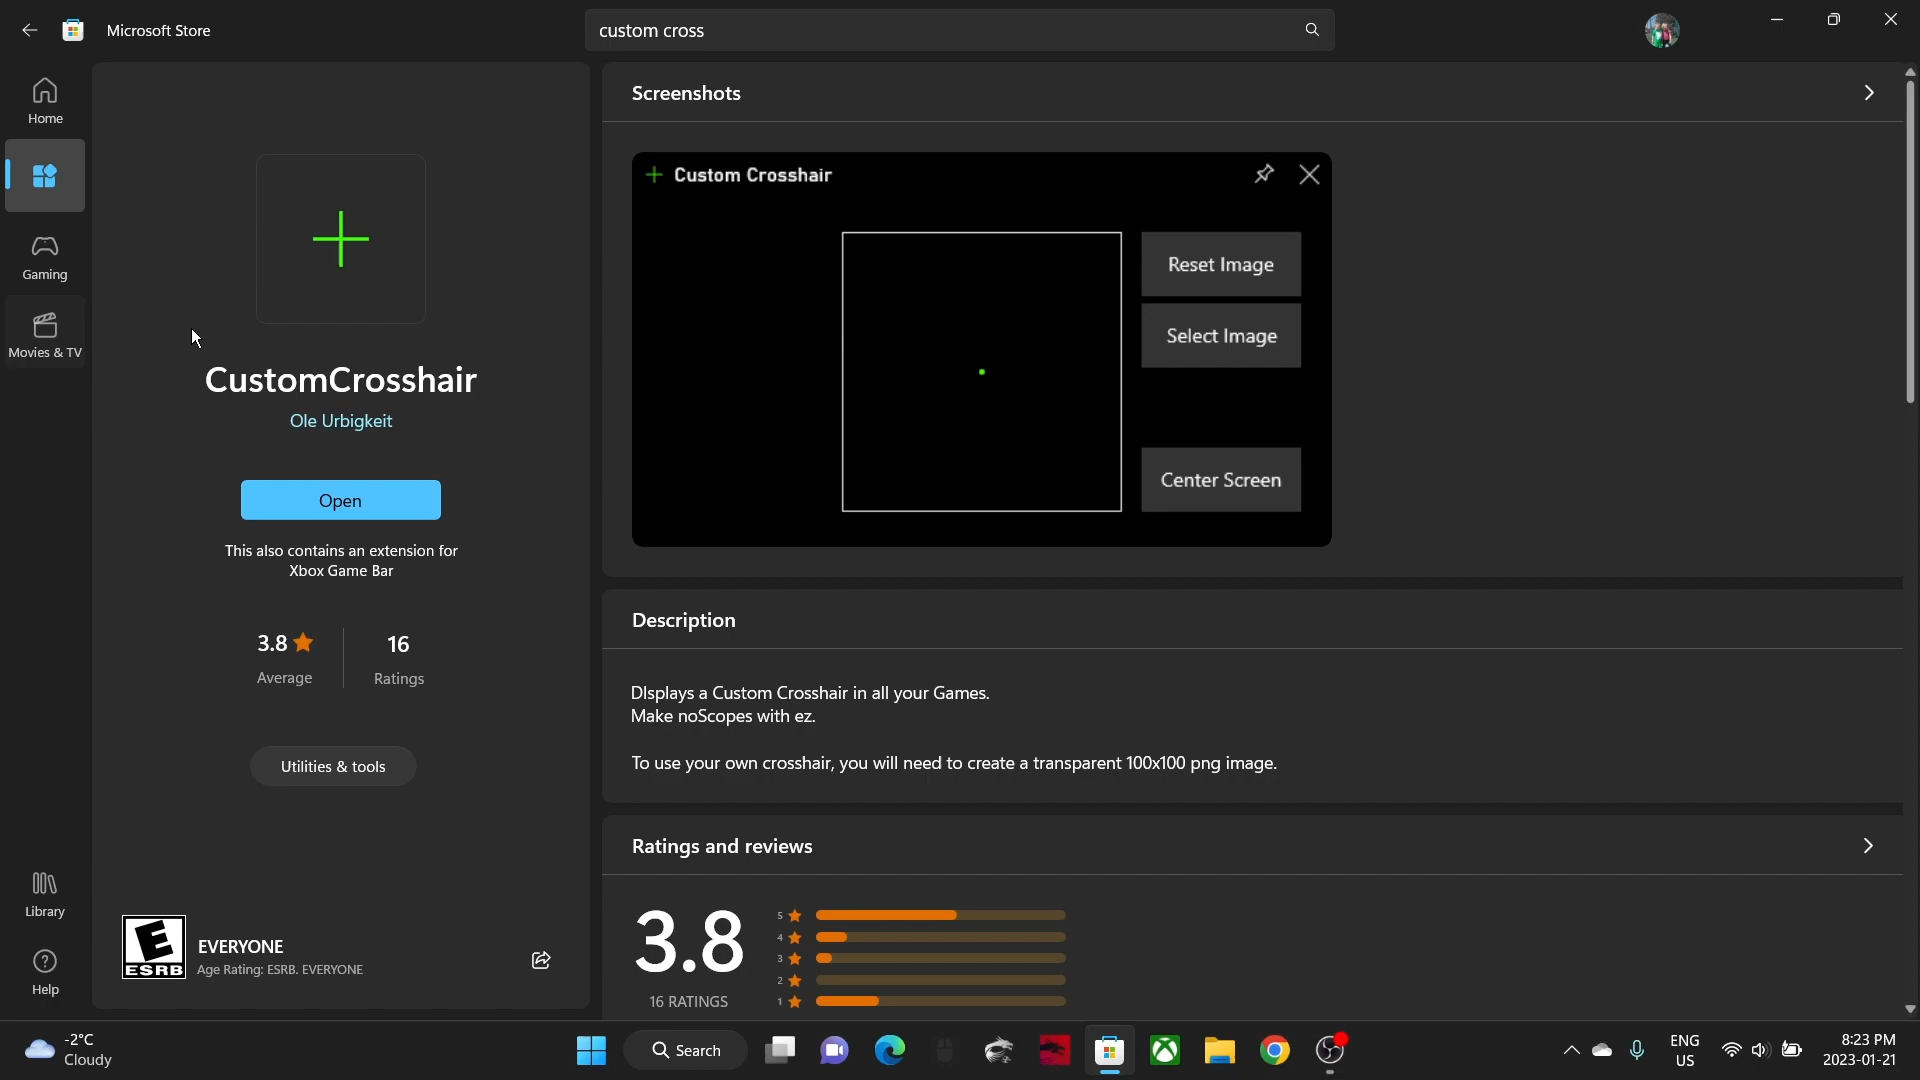 Microsoft Store
custom cross
Home
Gaming
Movies & TV
Library
Help
CustomCrosshair
Ole Urbigkeit
Open
This also contains an extension for
Xbox Game Bar
3.8
Average
16
Ratings
Utilities & tools
E
ESRB
EVERYONE
Age Rating: ESRB. EVERYONE
Screenshots
Custom Crosshair
Reset Image
Select Image
Center Screen
Description
DIsplays a Custom Crosshair in all your Games.
Make noScopes with ez.
To use your own crosshair, you will need to create a transparent 100x100 png image.
Ratings and reviews
3.8
16 RATINGS
5
4
3
2
1
-2°C
Cloudy
Search
ENG
US
8:23 PM
2023-01-21